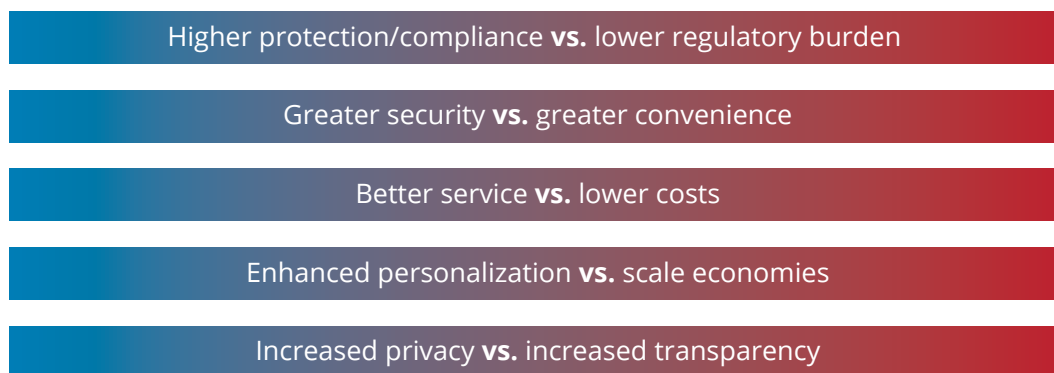 Higher protection/compliance vs. lower regulatory burden
Greater security vs. greater convenience
Better service vs. lower costs
Enhanced personalization vs. scale economies
Increased privacy vs. increased transparency